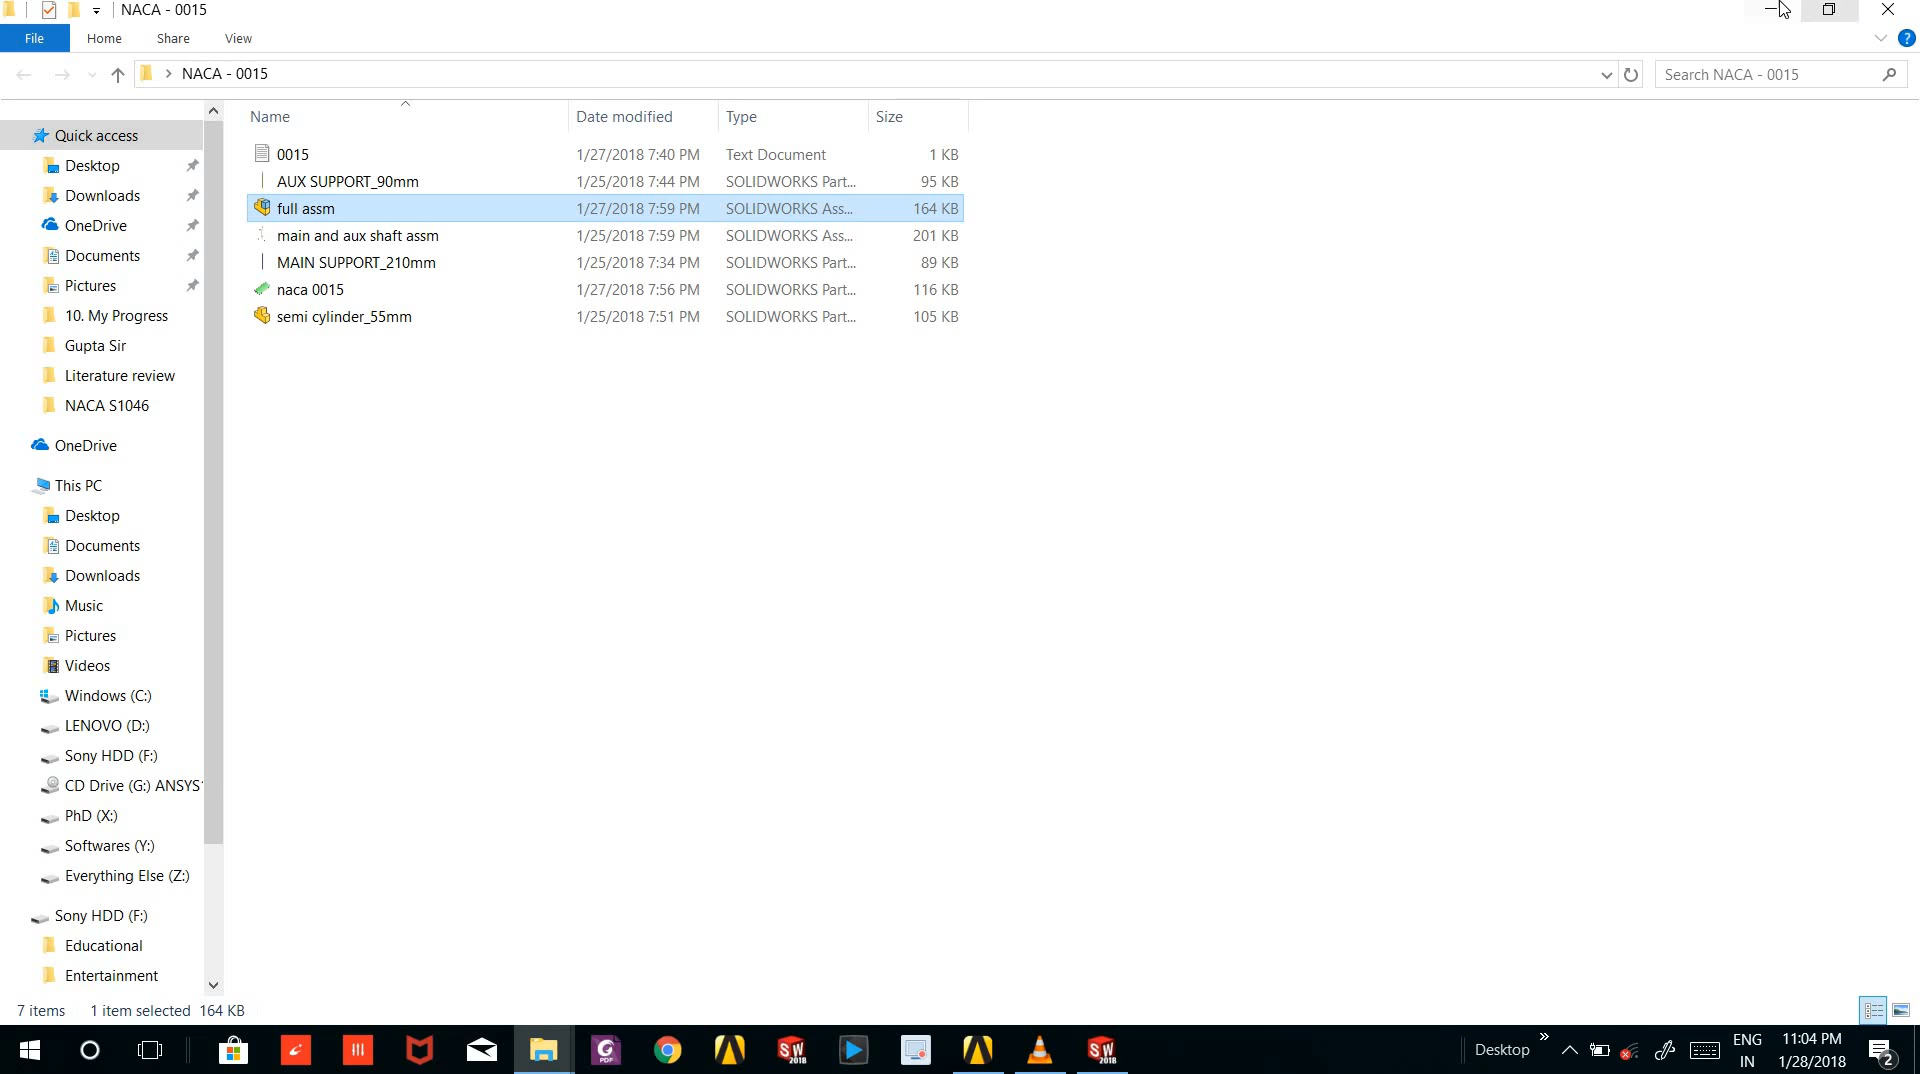 NACA - 0015
File Home Share View
NACA - 0015
Search NACA - 0015
Name Date modified Type Size
0015 1/27/2018 7:40 PM Text Document 1 KB
AUX SUPPORT_90mm 1/25/2018 7:44 PM SOLIDWORKS Part... 95 KB
full assm 1/27/2018 7:59 PM SOLIDWORKS Ass... 164 KB
main and aux shaft assm 1/25/2018 7:59 PM SOLIDWORKS Ass... 201 KB
MAIN SUPPORT_210mm 1/25/2018 7:34 PM SOLIDWORKS Part... 89 KB
naca 0015 1/27/2018 7:56 PM SOLIDWORKS Part... 116 KB
semi cylinder_55mm 1/25/2018 7:51 PM SOLIDWORKS Part... 105 KB
Quick access
Desktop
Downloads
OneDrive
Documents
Pictures
10. My Progress
Gupta Sir
Literature review
NACA S1046
OneDrive
This PC
Desktop
Documents
Downloads
Music
Pictures
Videos
Windows (C:)
LENOVO (D:)
Sony HDD (F:)
CD Drive (G:) ANSYS
PhD (X:)
Softwares (Y:)
Everything Else (Z:)
Sony HDD (F:)
Educational
Entertainment
7 items 1 item selected 164 KB
PDF
SW 2018
SW 2018
Desktop
ENG
IN
11:04 PM
1/28/2018
2